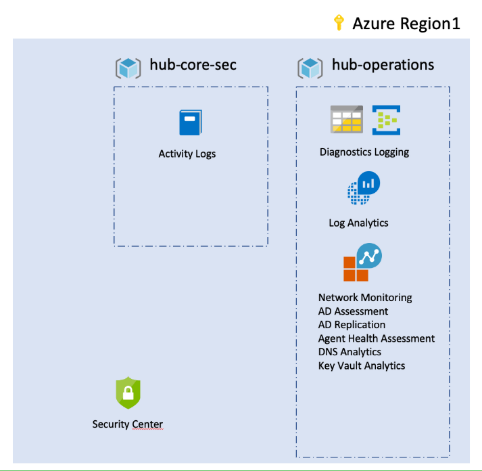 Azure Region1
hub-core-sec
hub-operations
Activity Logs
Diagnostics Logging
Log Analytics
Network Monitoring
AD Assessment
AD Replication
Agent Health Assessment
DNS Analytics
Key Vault Analytics
Security Center